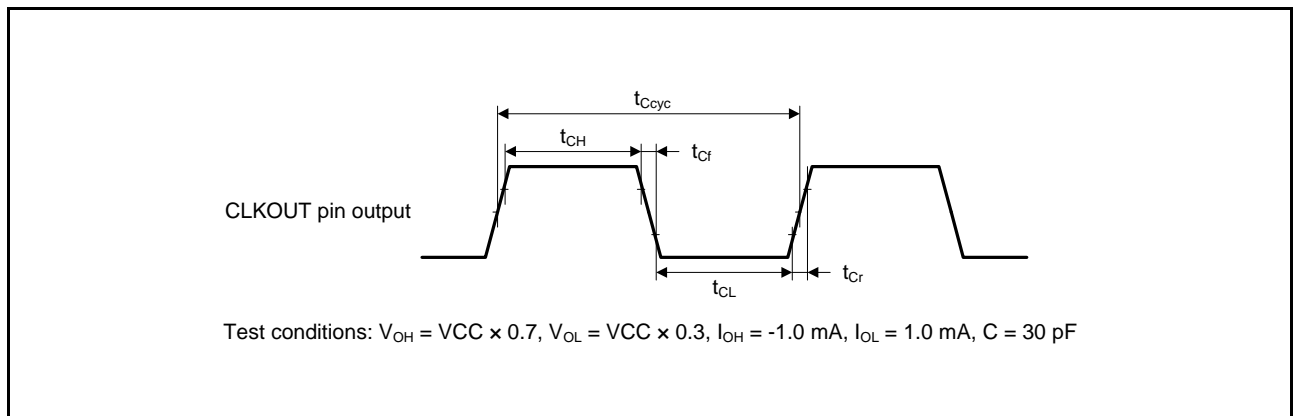 tCcyc
tCH
tCf
CLKOUT pin output
tCL
tCr
Test conditions: VOH = VCC × 0.7, VOL = VCC × 0.3, IOH = -1.0 mA, IOL = 1.0 mA, C = 30 pF